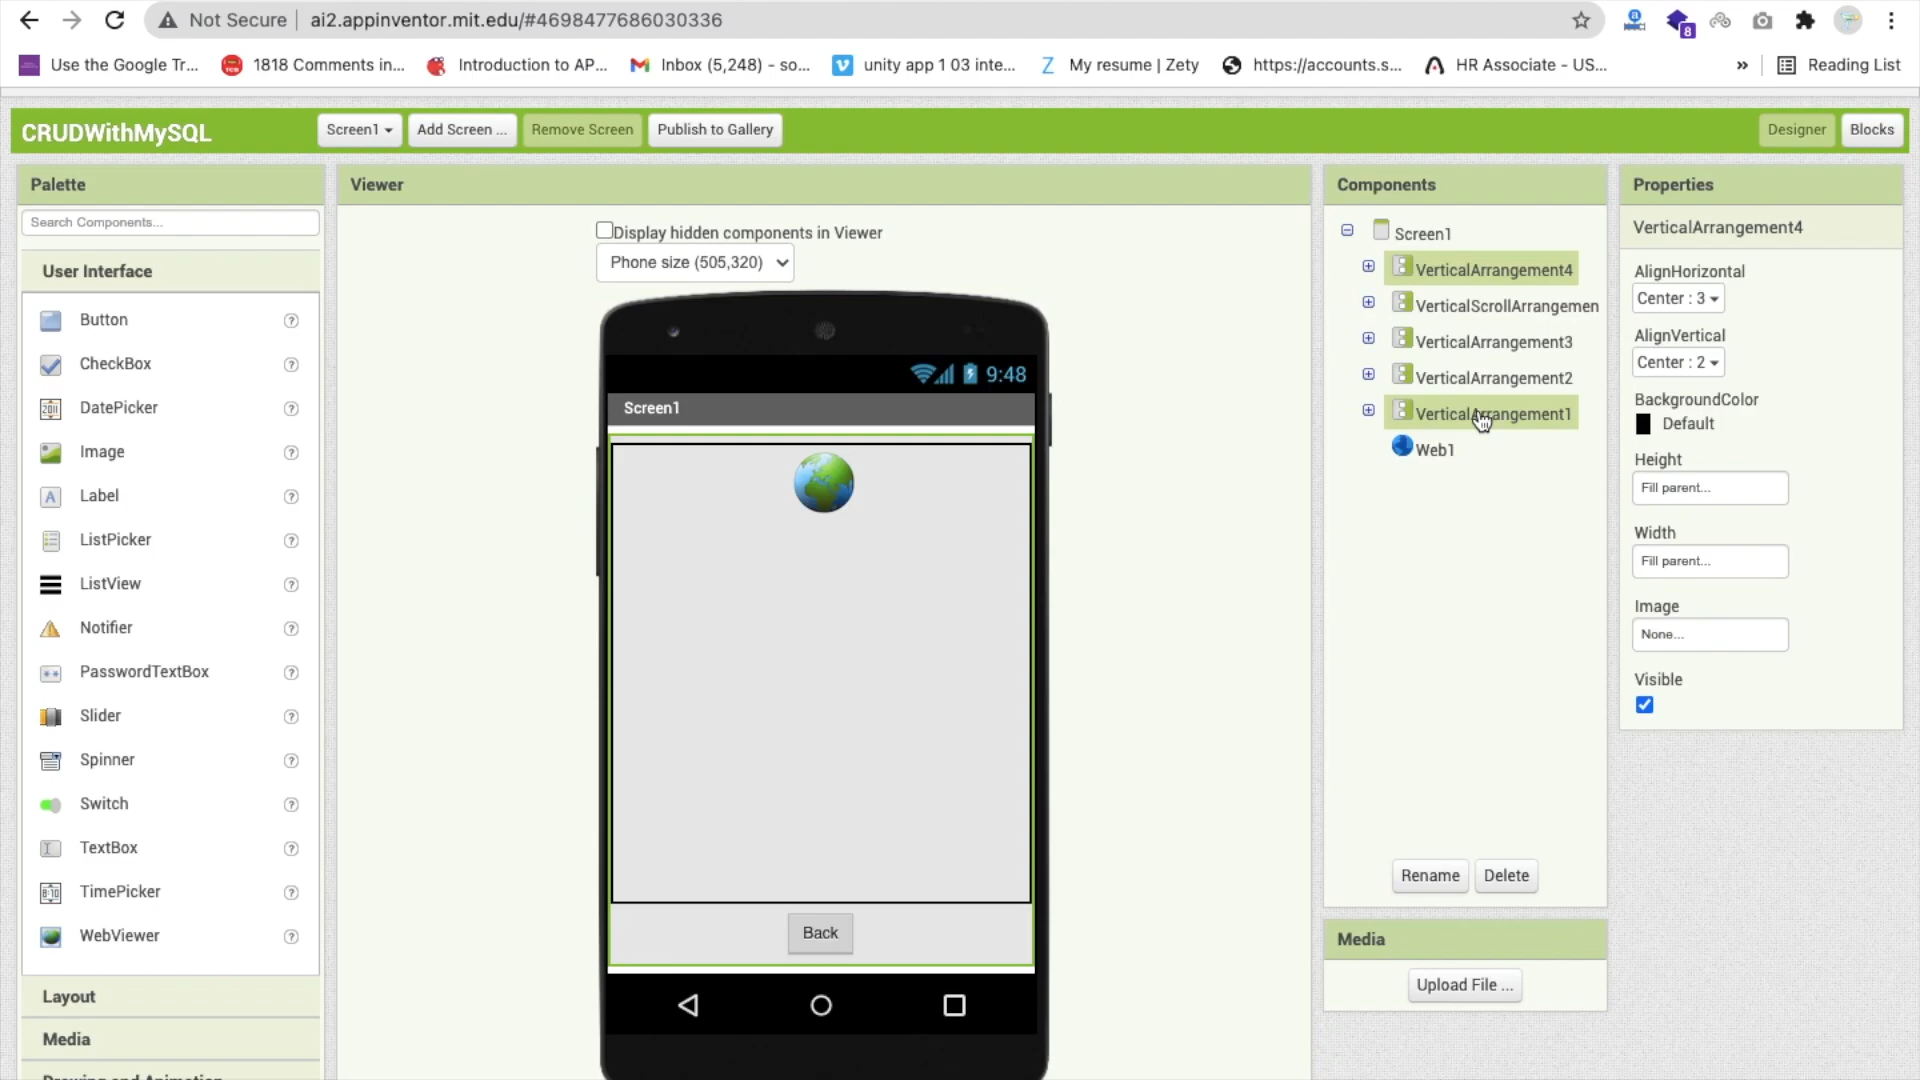 Not Secure
ai2.appinventor.mit.edu/#4698477686030336
8
Use the Google Tr...
1818 Comments in...
Introduction to AP...
Inbox (5,248) - so...
unity app 1 03 inte...
My resume | Zety
https://accounts.s...
HR Associate - US...
»
Reading List
CRUDWithMySQL
Screen1
Add Screen ...
Remove Screen
Publish to Gallery
Designer
Blocks
Palette
Search Components...
User Interface
Button
CheckBox
DatePicker
Image
Label
ListPicker
ListView
Notifier
PasswordTextBox
Slider
Spinner
Switch
TextBox
TimePicker
WebViewer
Layout
Media
Drawing and Animation
Viewer
Display hidden components in Viewer
Phone size (505,320)
9:48
Screen1
Back
Components
Screen1
VerticalArrangement4
VerticalScrollArrangemen
VerticalArrangement3
VerticalArrangement2
VerticalArrangement1
Web1
Rename
Delete
Media
Upload File ...
Properties
VerticalArrangement4
AlignHorizontal
Center : 3
AlignVertical
Center : 2
BackgroundColor
Default
Height
Fill parent...
Width
Fill parent...
Image
None...
Visible